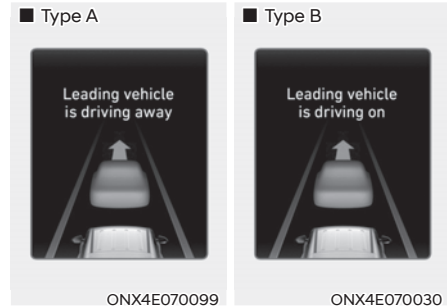 ■ Type A
Leading vehicle
is driving away
ONX4E070099
■ Type B
Leading vehicle
is driving on
ONX4E070030